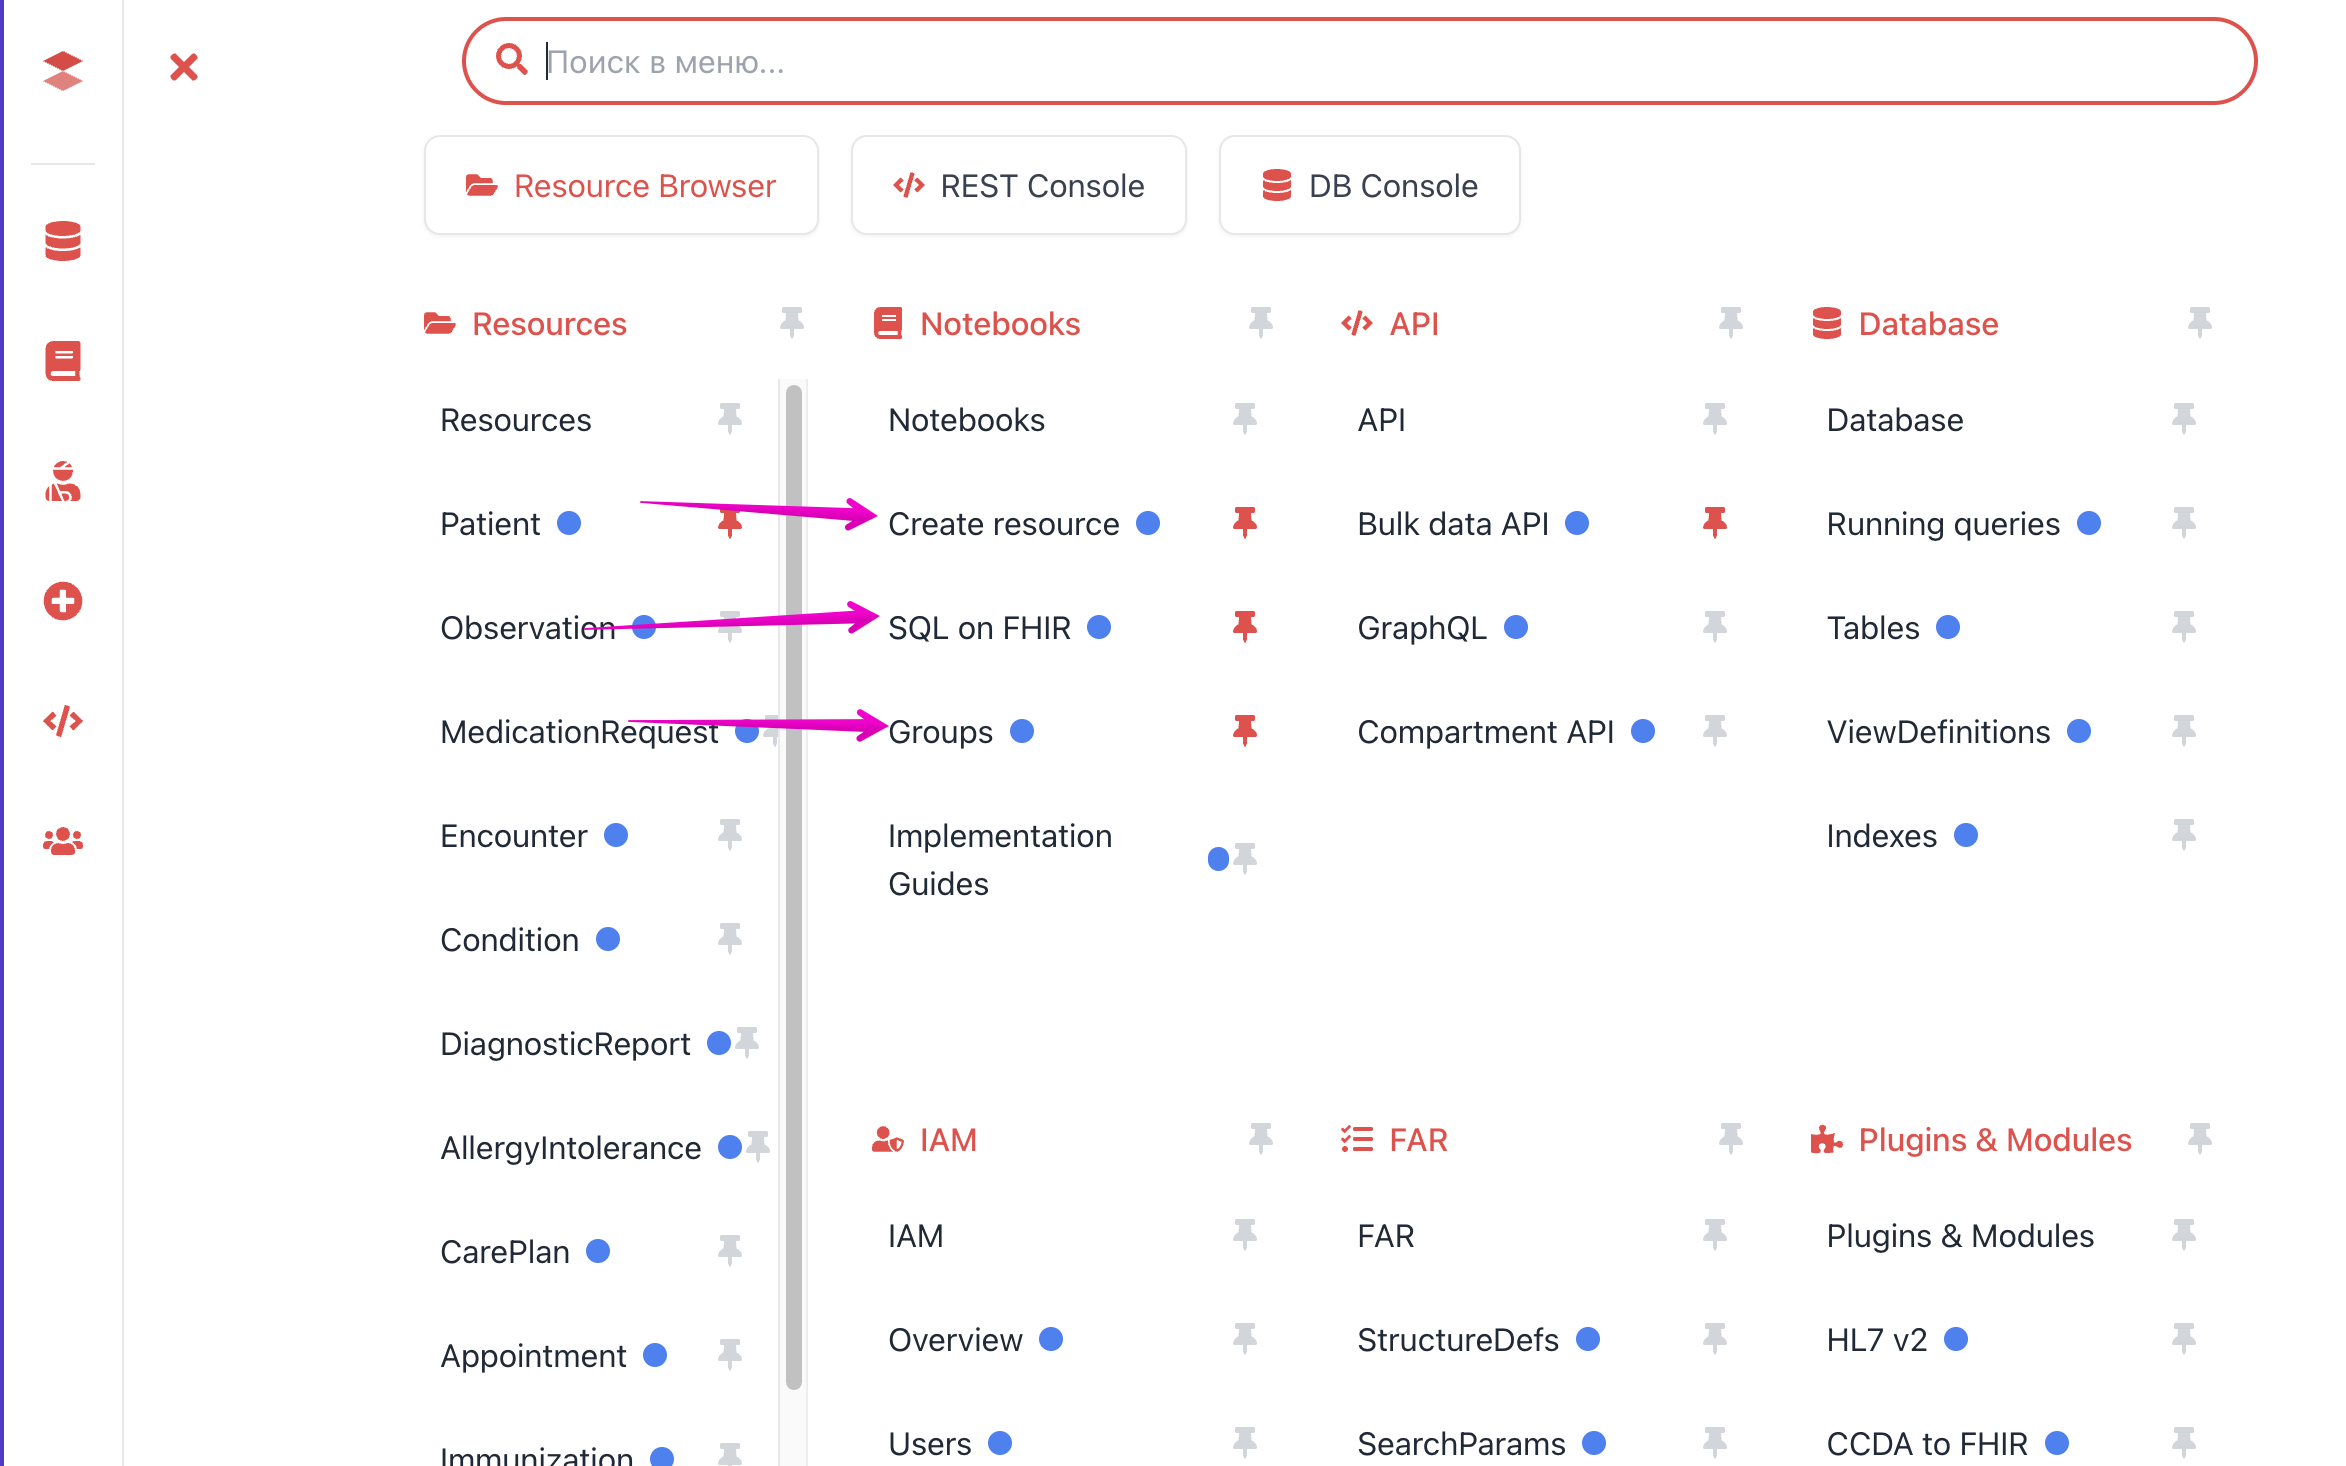 Поиск в меню...
Resource Browser
REST Console
DB Console
Resources
Resources
Patient
Observation
MedicationRequest
Encounter
Condition
DiagnosticReport
AllergyIntolerance
CarePlan
Appointment
Immunization
Notebooks
Notebooks
Create resource
SQL on FHIR
Groups
Implementation
Guides
API
API
Bulk data API
GraphQL
Compartment API
Database
Database
Running queries
Tables
ViewDefinitions
Indexes
IAM
IAM
Overview
Users
FAR
FAR
StructureDefs
SearchParams
Plugins & Modules
Plugins & Modules
HL7 v2
CCDA to FHIR